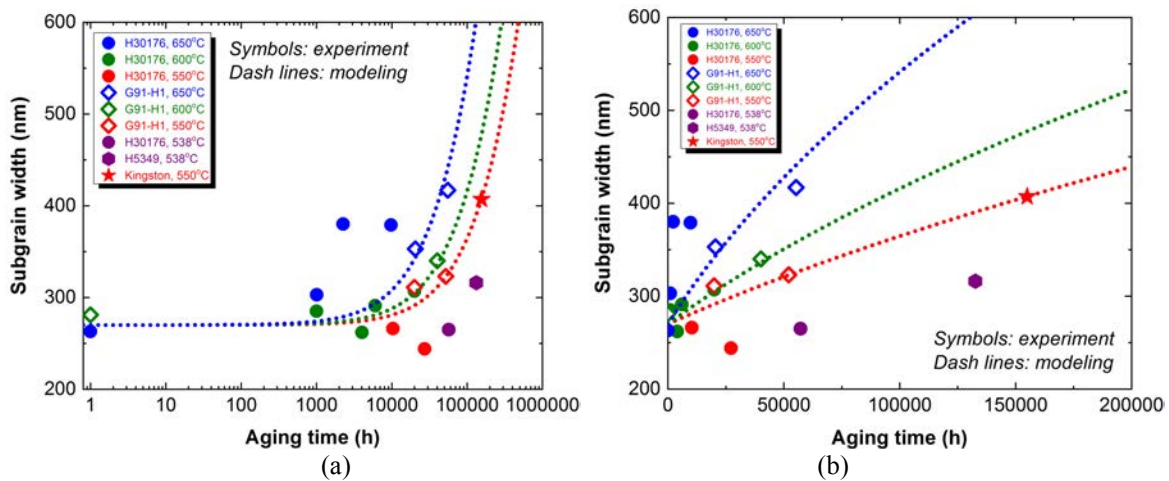 600
500
400
300
200
Subgrain width (nm)
H30176, 650°C
H30176, 600°C
H30176, 550°C
G91-H1, 650°C
G91-H1, 600°C
G91-H1, 550°C
H30176, 538°C
H5349, 538°C
Kingston, 550°C
Symbols: experiment
Dash lines: modeling
1 10 100 1000 10000 100000 1000000
Aging time (h)
(a)
600
500
400
300
200
Subgrain width (nm)
H30176, 650°C
H30176, 600°C
H30176, 550°C
G91-H1, 650°C
G91-H1, 600°C
G91-H1, 550°C
H30176, 538°C
H5349, 538°C
Kingston, 550°C
Symbols: experiment
Dash lines: modeling
0 50000 100000 150000 200000
Aging time (h)
(b)